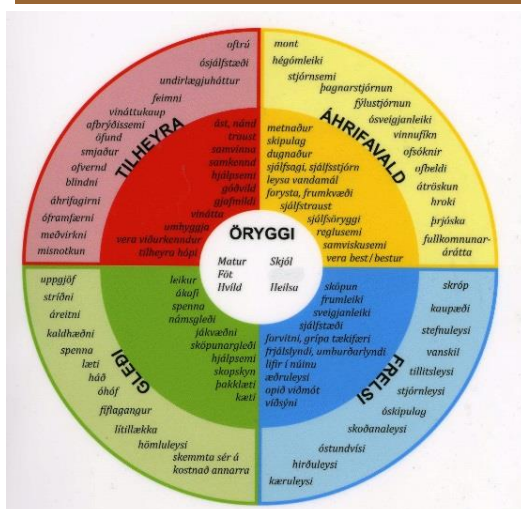 oftrú
ósjálfstæði
undirlægjuháttur
feimni
vináttukaup
afbrýðissemi
öfund
smjaður
ofvernd
blindni
áhrifagirni
óframfærni
meðvirkni
misnotkun
TILHEYRA
ást, nánd
traust
samvinna
samkennd
hjálpsemi
góðvild
gjafmildi
vinátta
umhyggja
vera viðurkenndur
tilheyra hópi
mont
hégómleiki
stjórnsemi
þagnarstjórnun
fýlustjórnun
ósveigjanleiki
vinnufíkn
ofsóknir
ofbeldi
átröskun
hroki
þrjóska
fullkomnunar-
árátta
ÁHRIFAVALD
metnaður
skipulag
dugnaður
sjálfsagi, sjálfsstjórn
leysa vandamál
forysta, frumkvæði
sjálfstraust
sjálfsöryggi
reglusemi
samviskusemi
vera best/bestur
ÖRYGGI
Matur Skjól
Föt
Hvíld Heilsa
uppgjöf
stríðni
áreitni
kaldhæðni
spenna
læti
háð
óhóf
fíflagangur
lítillækka
hömluleysi
skemmta sér á
kostnað annarra
GLEÐI
leikur
ákafi
spenna
námsgleði
jákvæðni
sköpunargleði
hjálpsemi
skopskyn
þakklæti
kæti
sköpun
frumleiki
sveigjanleiki
sjálfstæði
forvitni, grípa tækifæri
frjálslyndi, umburðarlyndi
lifir í núinu
æðruleysi
opið viðmót
víðsýni
FRELSI
skróp
kaupæði
stefnuleysi
vanskil
tillitsleysi
stjórnleysi
óskipulag
skoðanaleysi
óstundvísi
hirðuleysi
kæruleysi